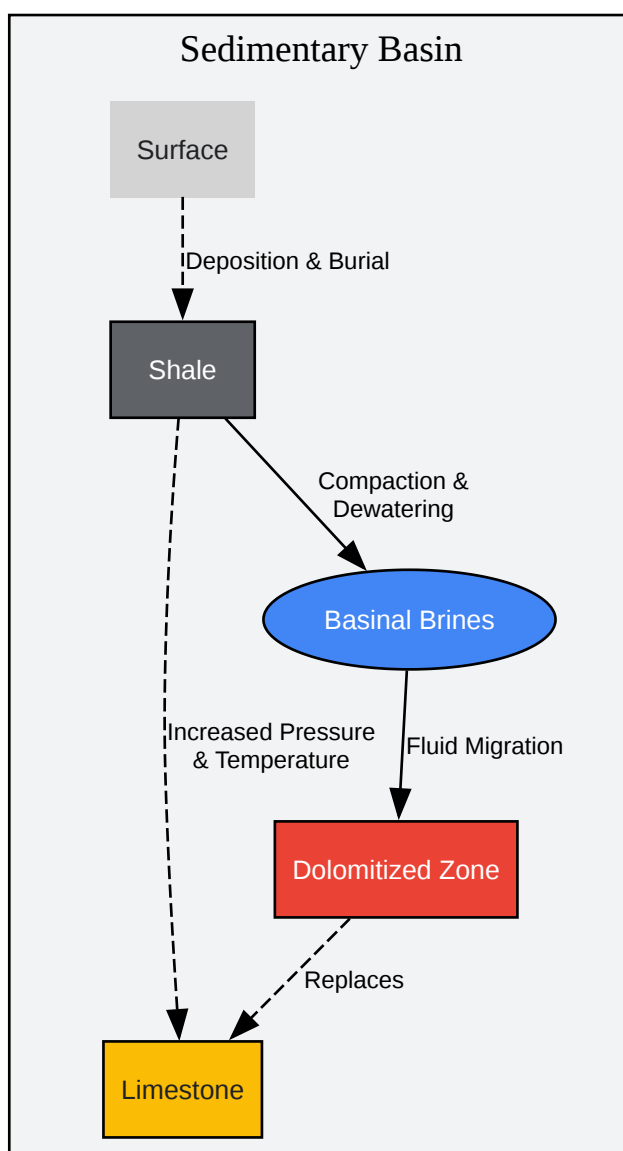 Sedimentary Basin
Surface
Deposition & Burial
Shale
Compaction &
Dewatering
Basinal Brines
Increased Pressure
& Temperature
Fluid Migration
Dolomitized Zone
Replaces
Limestone